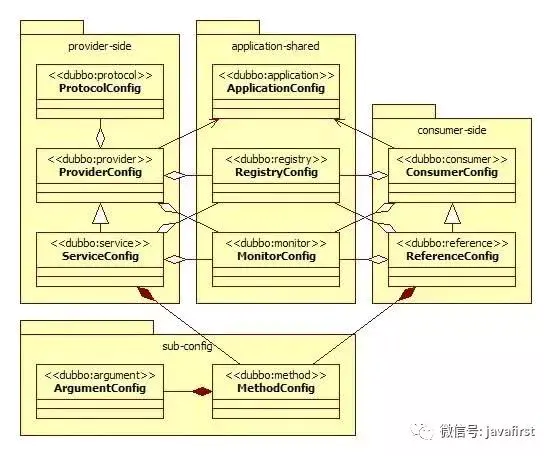 provider-side
<<dubbo:protocol>>
ProtocolConfig
<<dubbo:provider>>
ProviderConfig
<<dubbo:service>>
ServiceConfig
application-shared
<<dubbo:application>>
ApplicationConfig
<<dubbo:registry>>
RegistryConfig
<<dubbo:monitor>>
MonitorConfig
consumer-side
<<dubbo:consumer>>
ConsumerConfig
<<dubbo:reference>>
ReferenceConfig
sub-config
<<dubbo:argument>>
ArgumentConfig
<<dubbo:method>>
MethodConfig
微信号: javafirst